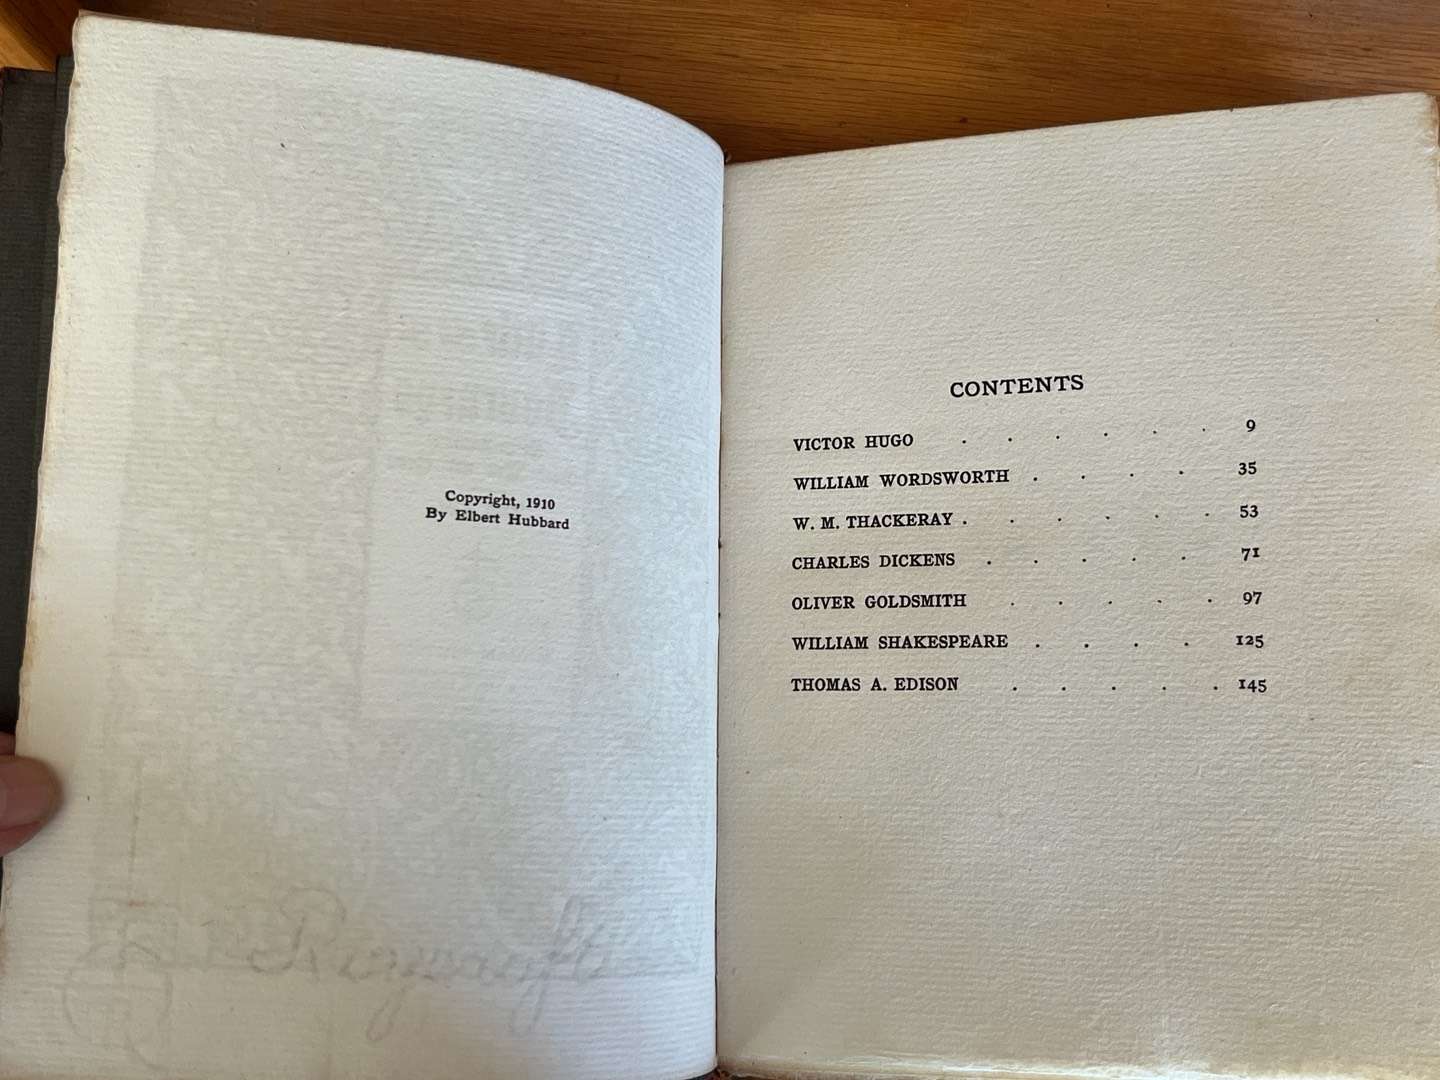 Copyright, 1910
By Elbert Hubbard
CONTENTS
VICTOR HUGO . . . . . . 9
WILLIAM WORDSWORTH . . . . 35
W. M. THACKERAY . . . . . . 53
CHARLES DICKENS . . . . . 71
OLIVER GOLDSMITH . . . . . 97
WILLIAM SHAKESPEARE . . . . 125
THOMAS A. EDISON . . . . . 145